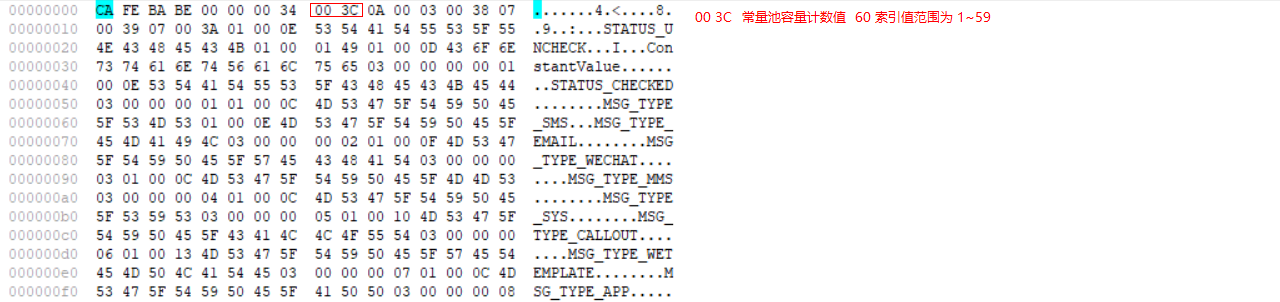 00000000 CA FE BA BE 00 00 00 34 00 3C 0A 00 03 00 38 07 .......4.<....8. 00 3C 常量池容量计数值 60 索引值范围为 1~59
00000010 00 39 07 00 3A 01 00 0E 53 54 41 54 55 53 5F 55 .9..:...STATUS_U
00000020 4E 43 48 45 43 4B 01 00 01 49 01 00 0D 43 6F 6E NCHECK...I...Con
00000030 73 74 61 6E 74 56 61 6C 75 65 03 00 00 00 00 01 stantValue......
00000040 00 0E 53 54 41 54 55 53 5F 43 48 45 43 4B 45 44 ..STATUS_CHECKED
00000050 03 00 00 00 01 01 00 0C 4D 53 47 5F 54 59 50 45 ........MSG_TYPE
00000060 5F 53 4D 53 01 00 0E 4D 53 47 5F 54 59 50 45 5F _SMS...MSG_TYPE_
00000070 45 4D 41 49 4C 03 00 00 00 02 01 00 0F 4D 53 47 EMAIL........MSG
00000080 5F 54 59 50 45 5F 57 45 43 48 41 54 03 00 00 00 _TYPE_WECHAT....
00000090 03 01 00 0C 4D 53 47 5F 54 59 50 45 5F 4D 4D 53 ....MSG_TYPE_MMS
000000a0 03 00 00 00 04 01 00 0C 4D 53 47 5F 54 59 50 45 ........MSG_TYPE
000000b0 5F 53 59 53 03 00 00 00 05 01 00 10 4D 53 47 5F _SYS........MSG_
000000c0 54 59 50 45 5F 43 41 4C 4C 4F 55 54 03 00 00 00 TYPE_CALLOUT....
000000d0 06 01 00 13 4D 53 47 5F 54 59 50 45 5F 57 45 54 ....MSG_TYPE_WET
000000e0 45 4D 50 4C 41 54 45 03 00 00 00 07 01 00 0C 4D EMPLATE........M
000000f0 53 47 5F 54 59 50 45 5F 41 50 50 03 00 00 00 08 SG_TYPE_APP.....